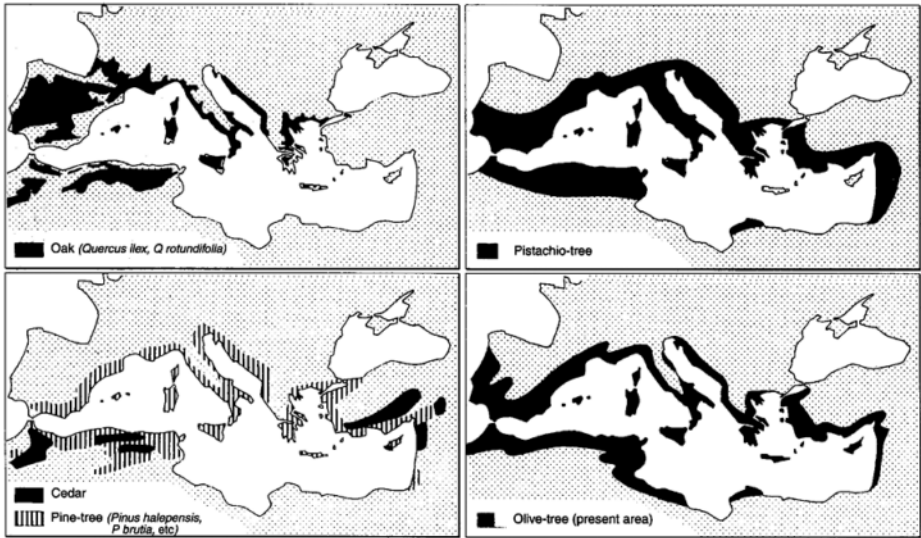 Oak (Quercus ilex, Q rotundifolia)
Pistachio-tree
Cedar
Pine-tree (Pinus halepensis,
P brutia, etc)
Olive-tree (present area)